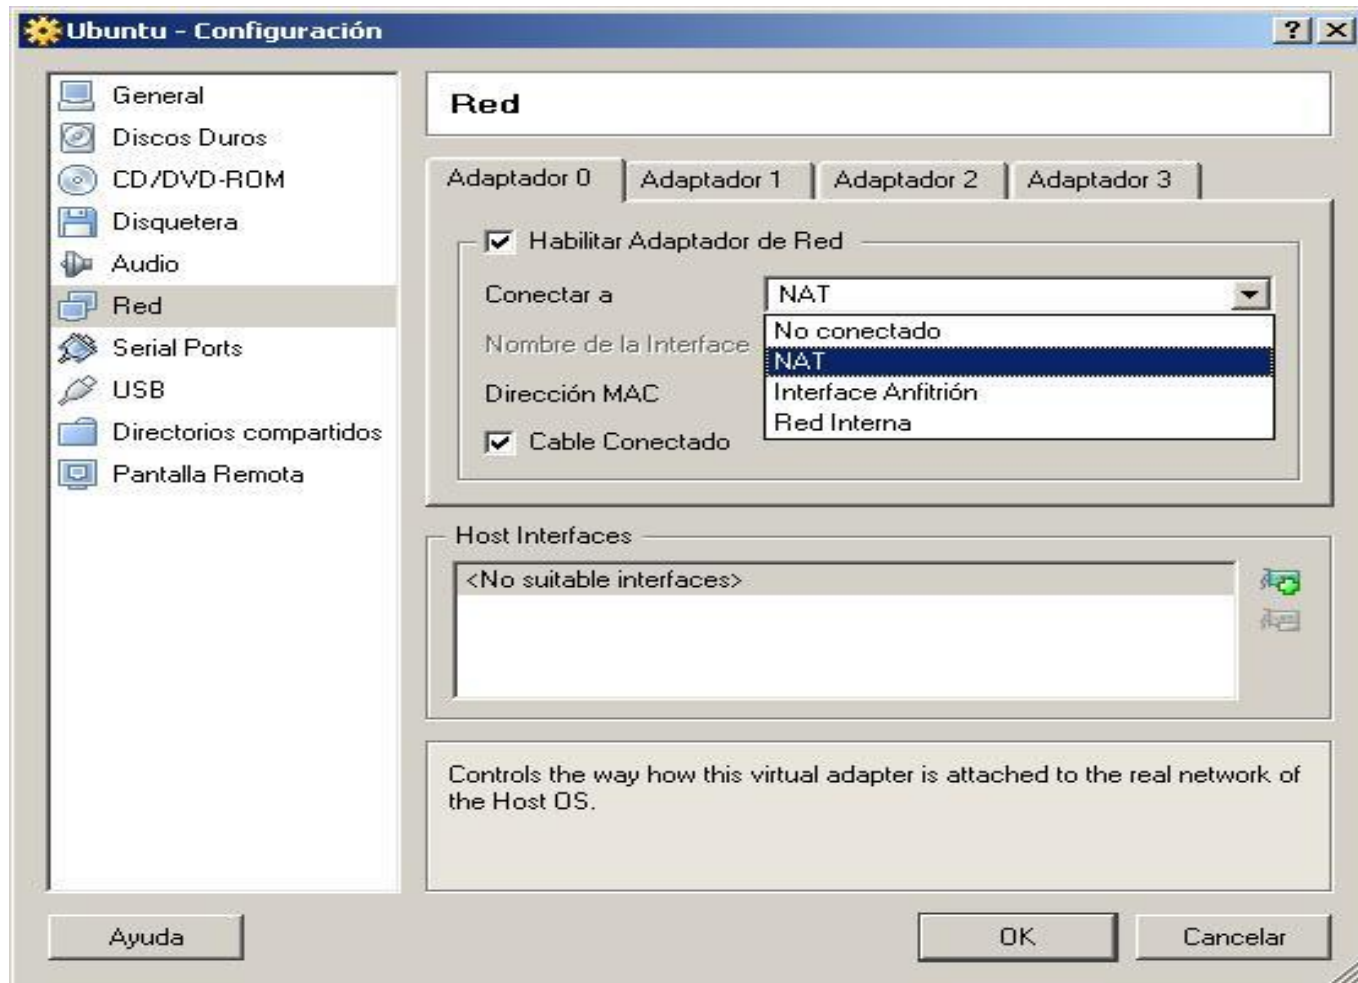 Ubuntu - Configuración
General
Discos Duros
CD/DVD-ROM
Disquetera
Audio
Red
Serial Ports
USB
Directorios compartidos
Pantalla Remota
Red
Adaptador 0
Adaptador 1
Adaptador 2
Adaptador 3
Habilitar Adaptador de Red
Conectar a
NAT
No conectado
NAT
Interface Anfitrión
Red Interna
Nombre de la Interface
Dirección MAC
Cable Conectado
Host Interfaces
<No suitable interfaces>
Controls the way how this virtual adapter is attached to the real network of
the Host OS.
Ayuda
OK
Cancelar